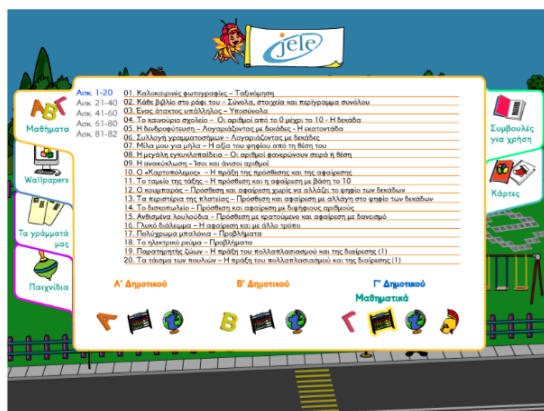 jele
Μαθήματα
Wallpapers
Τα γράμματά
μας
Παιχνίδια
Ασκ. 1-20
Ασκ. 21-40
Ασκ. 41-60
Ασκ. 61-80
Ασκ. 81-82
01. Καλοκαιρινές φωτογραφίες – Ταξινόμηση
02. Κάθε βιβλίο στο ράφι του – Σύνολα, στοιχεία και περίγραμμα συνόλου
03. Ένας άτακτος υπάλληλος – Υποσύνολα
04. Το καινούριο σχολείο – Οι αριθμοί από το 0 μέχρι το 10 - Η δεκάδα
05. Η δενδροφύτευση – Λογαριάζοντας με δεκάδες - Η εκατοντάδα
06. Συλλογή γραμματοσήμων – Λογαριάζοντας με δεκάδες
07. Μίλα μου για μήλα – Η αξία του ψηφίου από τη θέση του
08. Η μεγάλη εγκυκλοπαίδεια – Οι αριθμοί φανερώνουν σειρά ή θέση
09. Η ανακύκλωση – Ίσοι και άνισοι αριθμοί
10. Ο «Καρτοπόλεμος» – Η πράξη της πρόσθεσης και της αφαίρεσης
11. Το ταμείο της τάξης – Η πρόσθεση και η αφαίρεση με βάση το 10
12. Ο κουμπαράς – Πρόσθεση και αφαίρεση χωρίς να αλλάξει το ψηφίο των δεκάδων
13. Τα περιστέρια της πλατείας – Πρόσθεση και αφαίρεση με αλλαγή στο ψηφίο των δεκάδων
14. Το δισκοπωλείο – Πρόσθεση και αφαίρεση με διψήφιους αριθμούς
15. Ανθισμένα λουλούδια – Πρόσθεση με κρατούμενο και αφαίρεση με δανεισμό
16. Γλυκό διάλειμμα – Η αφαίρεση και με άλλο τρόπο
17. Πολύχρωμα μπαλόνια – Προβλήματα
18. Το ηλεκτρικό ρεύμα – Προβλήματα
19. Παρατηρητής ζώων – Η πράξη του πολλαπλασιασμού και της διαίρεσης (1)
20. Τα τάισμα των πουλιών – Η πράξη του πολλαπλασιασμού και της διαίρεσης (1)
Α' Δημοτικού
Β' Δημοτικού
Γ' Δημοτικού
Μαθηματικά
Συμβουλές
για χρήση
Κάρτες